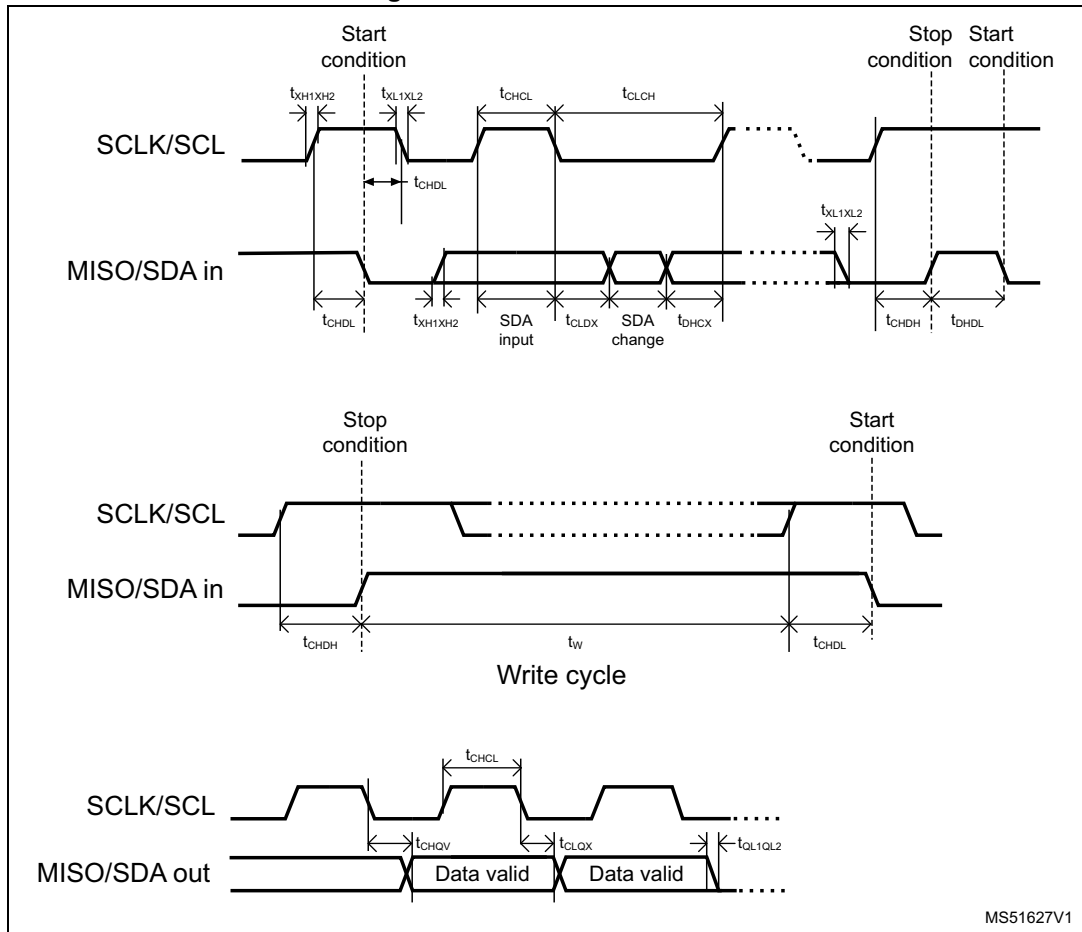 Start
condition
Stop
condition
Start
condition
tXH1XH2
tXL1XL2
tCHCL
tCLCH
SCLK/SCL
tCHDL
tXL1XL2
MISO/SDA in
tCHDL
tXH1XH2
SDA
input
tCLDX
SDA
change
tDHCX
tCHDH
tDHDL
Stop
condition
Start
condition
SCLK/SCL
MISO/SDA in
tCHDH
tW
tCHDL
Write cycle
tCHCL
SCLK/SCL
tCHQV
tCLQX
tQL1QL2
MISO/SDA out
Data valid
Data valid
MS51627V1